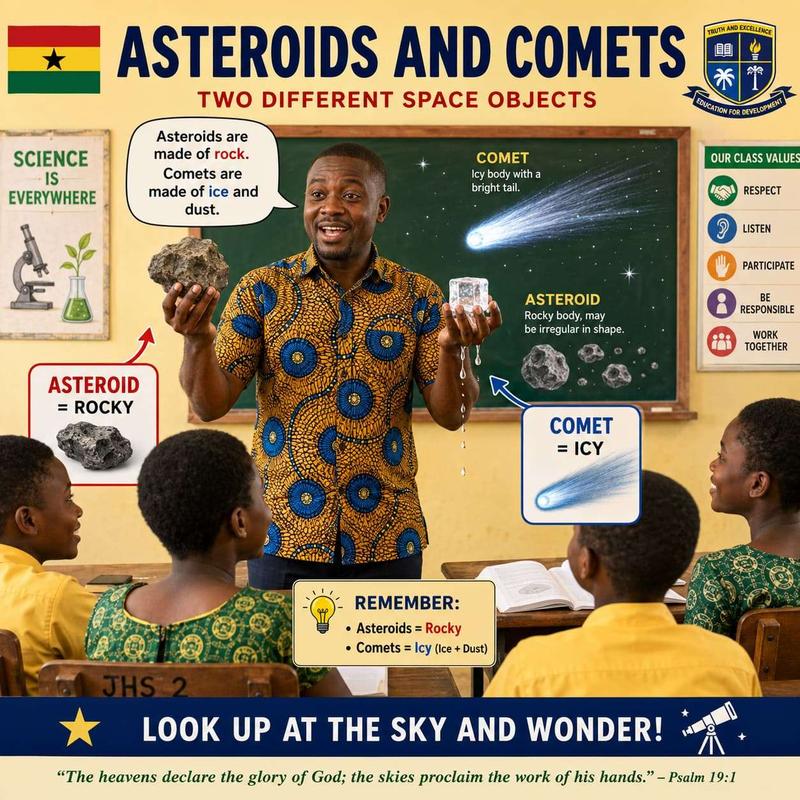 ASTEROIDS AND COMETS
TWO DIFFERENT SPACE OBJECTS
TRUTH AND EXCELLENCE
EDUCATION FOR DEVELOPMENT
SCIENCE
IS
EVERYWHERE
Asteroids are
made of rock.
Comets are
made of ice and
dust.
COMET
Icy body with a
bright tail.
ASTEROID
Rocky body, may
be irregular in shape.
OUR CLASS VALUES
RESPECT
LISTEN
PARTICIPATE
BE
RESPONSIBLE
WORK
TOGETHER
ASTEROID
= ROCKY
COMET
= ICY
REMEMBER:
• Asteroids = Rocky
• Comets = Icy (Ice + Dust)
JHS 2
LOOK UP AT THE SKY AND WONDER!
“The heavens declare the glory of God; the skies proclaim the work of his hands.” – Psalm 19:1